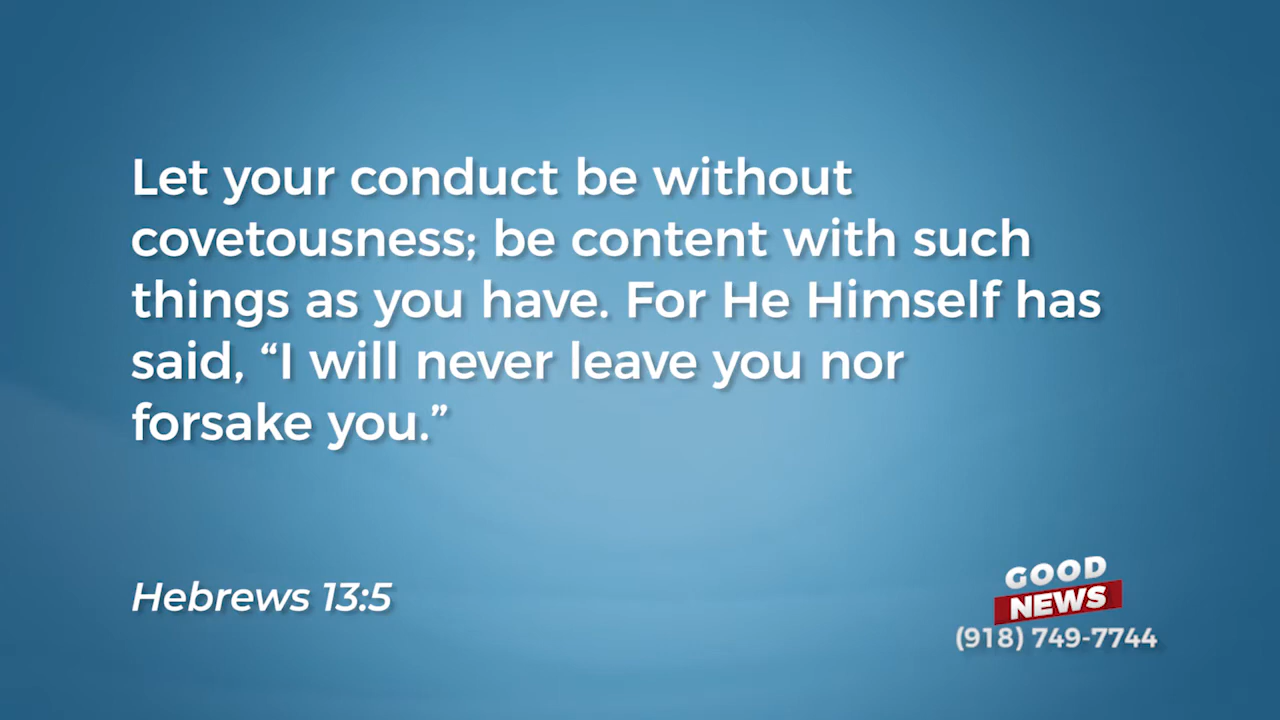 Let your conduct be without
covetousness; be content with such
things as you have. For He Himself has
said, “I will never leave you nor
forsake you.”
Hebrews 13:5
GOOD
NEWS
(918) 749-7744